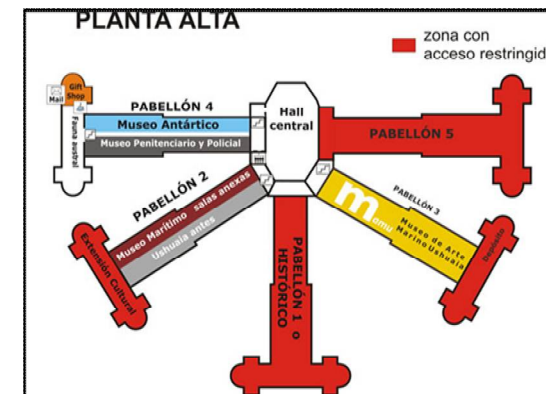 PLANTA ALTA
zona con
acceso restringid
Gift
Shop
Mail
Fauna austral
PABELLÓN 4
Museo Antártico
Museo Penitenciario y Policial
Hall
central
PABELLÓN 5
PABELLÓN 2
Museo Marítimo salas anexas
Ushuaia antes
Extensión Cultural
PABELLÓN 1 o
HISTÓRICO
PABELLÓN 3
Memu
Museo de Arte
Marino Ushuaia
Depósito